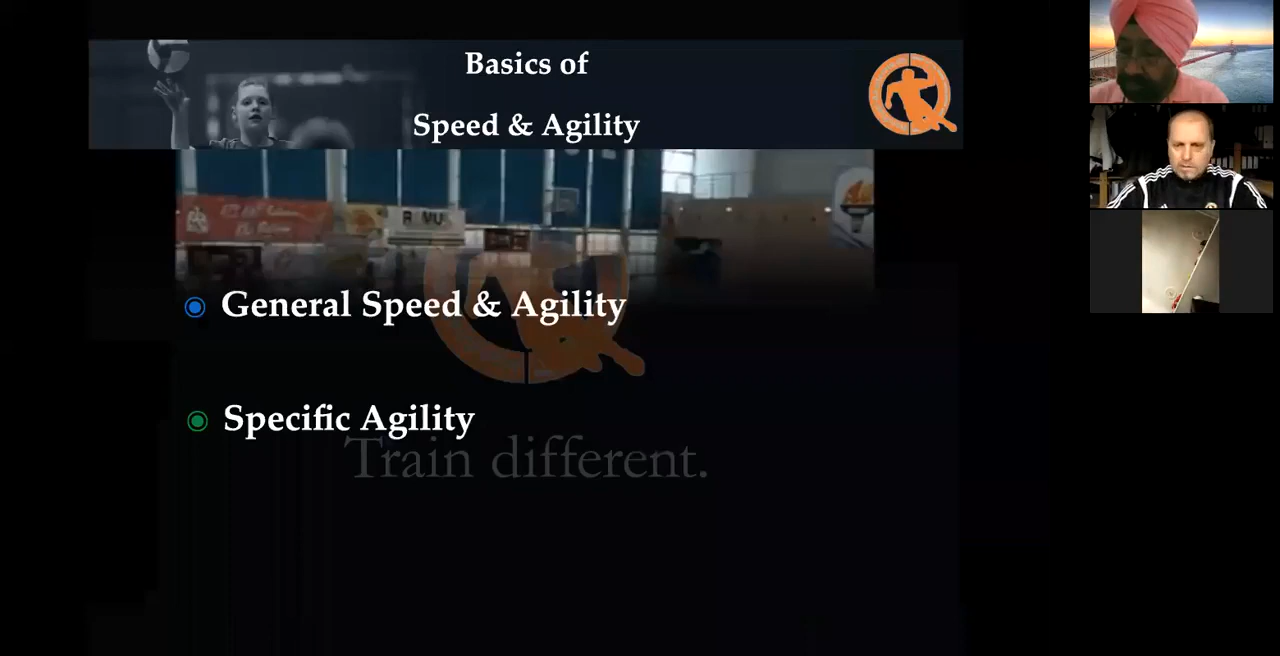 Basics of
Speed & Agility
General Speed & Agility
Specific Agility
Train different.